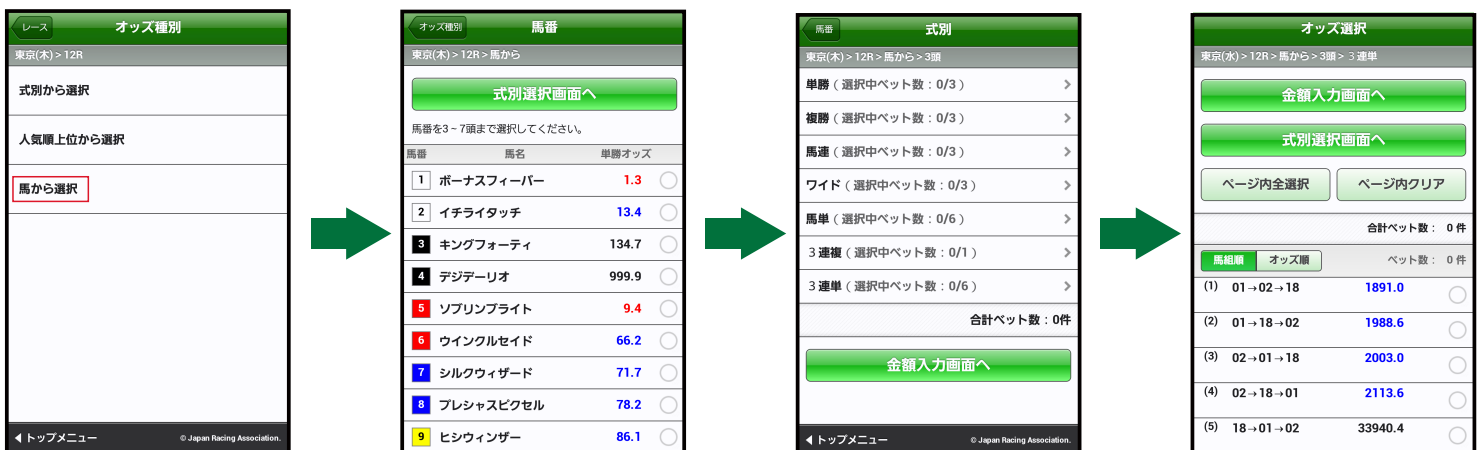 レース
オッズ種別
東京(木)>12R
式別から選択
人気順上位から選択
馬から選択
トップメニュー
© Japan Racing Association.
オッズ種別
馬番
東京(木)>12R>馬から
式別選択画面へ
馬番を3~7頭まで選択してください。
馬番 馬名 単勝オッズ
1 ボーナスフィーバー 1.3
2 イチライタッチ 13.4
3 キングフォーティ 134.7
4 デジデーリオ 999.9
5 ソブリンブライト 9.4
6 ウインクルセイド 66.2
7 シルクウィザード 71.7
8 プレシャスピクセル 78.2
9 ヒシウィンザー 86.1
馬番
式別
東京(木)>12R>馬から>3頭
単勝(選択中ベット数:0/3)
複勝(選択中ベット数:0/3)
馬連(選択中ベット数:0/3)
ワイド(選択中ベット数:0/3)
馬単(選択中ベット数:0/6)
3連複(選択中ベット数:0/1)
3連単(選択中ベット数:0/6)
合計ベット数:0件
金額入力画面へ
トップメニュー
© Japan Racing Association.
オッズ選択
東京(水)>12R>馬から>3頭>3連単
金額入力画面へ
式別選択画面へ
ページ内全選択 ページ内クリア
合計ベット数: 0件
馬組順 オッズ順 ベット数: 0件
(1) 01→02→18 1891.0
(2) 01→18→02 1988.6
(3) 02→01→18 2003.0
(4) 02→18→01 2113.6
(5) 18→01→02 33940.4